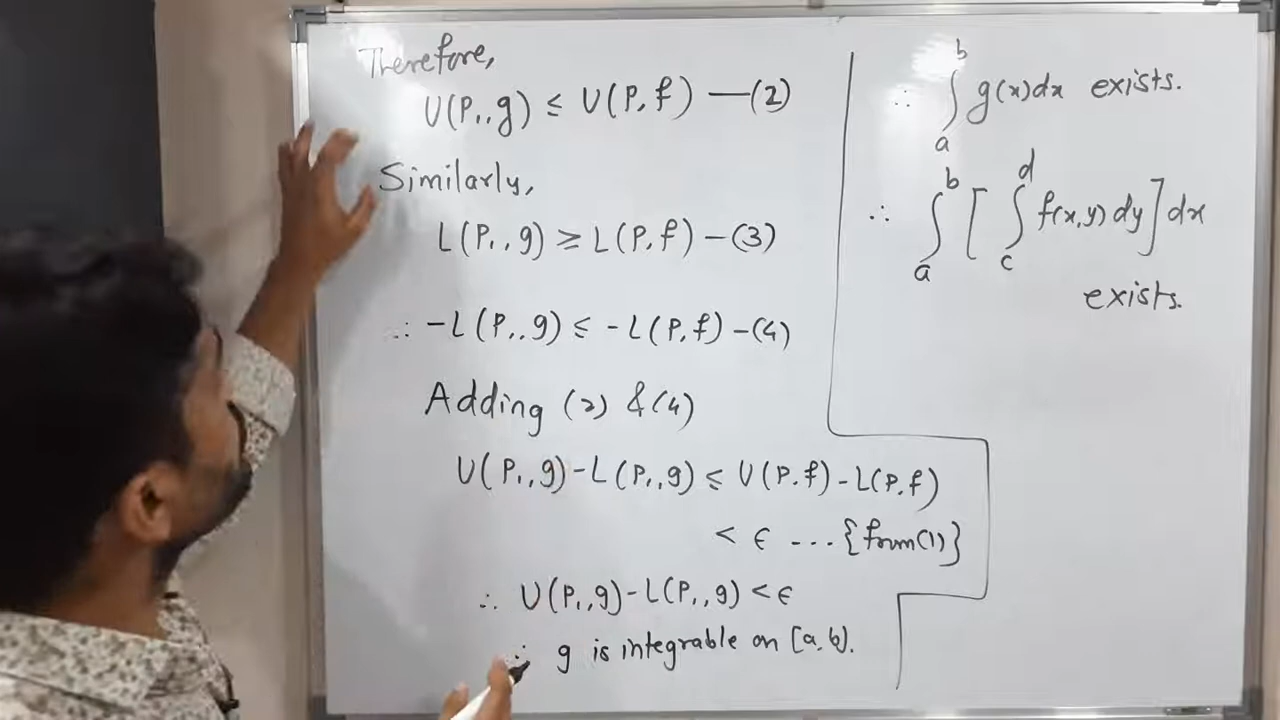 Therefore,
U(P₁,g) ≤ U(P,f) —(2)
Similarly,
L(P₁,g) ≥ L(P,f) –(3)
∴ -L(P₁,g) ≤ -L(P,f) –(4)
Adding (2) &(4)
U(P₁,g)-L(P₁,g) ≤ U(P.f)-L(P,f)
< ϵ ...{from(1)}
∴ U(P₁,g)-L(P₁,g) < ϵ
∴ g is integrable on [a,b].
∴ ∫ₐᵇ g(x)dx exists.
∴ ∫ₐᵇ [ ∫_c^d f(x,y) dy ] dx
exists.